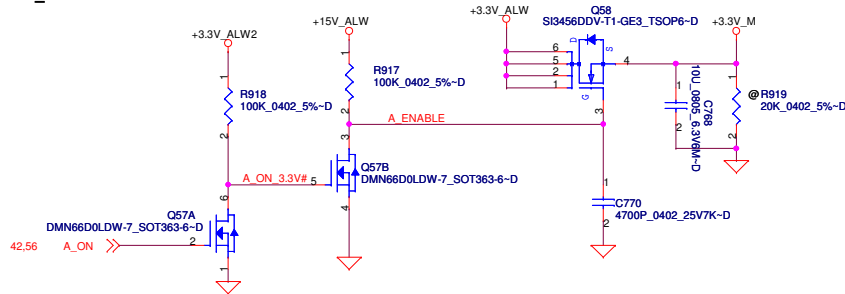 Q58
SI3456DDV-T1-GE3_TSOP6~D
+3.3V_ALW
+15V_ALW
+3.3V_ALW2
+3.3V_M
D
S
G
6
5
2
1
4
3
1
R918
100K_0402_5%~D
2
1
R917
100K_0402_5%~D
2
1
C768
10U_0805_6.3V6M~D
2
1
@R919
20K_0402_5%~D
2
A_ENABLE
3
Q57B
DMN66D0LDW-7_SOT363-6~D
A_ON_3.3V#
5
4
6
Q57A
DMN66D0LDW-7_SOT363-6~D
2
1
42,56
A_ON
1
C770
4700P_0402_25V7K~D
2